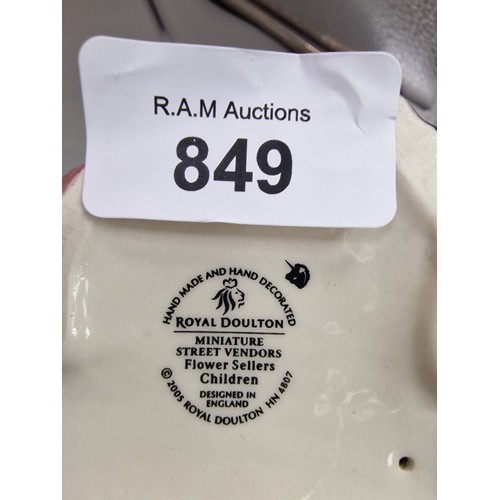 R.A.M Auctions
849
HAND MADE AND HAND DECORATED
ROYAL DOULTON
MINIATURE
STREET VENDORS
Flower Sellers
Children
DESIGNED IN
ENGLAND
© 2005 ROYAL DOULTON HN 4807